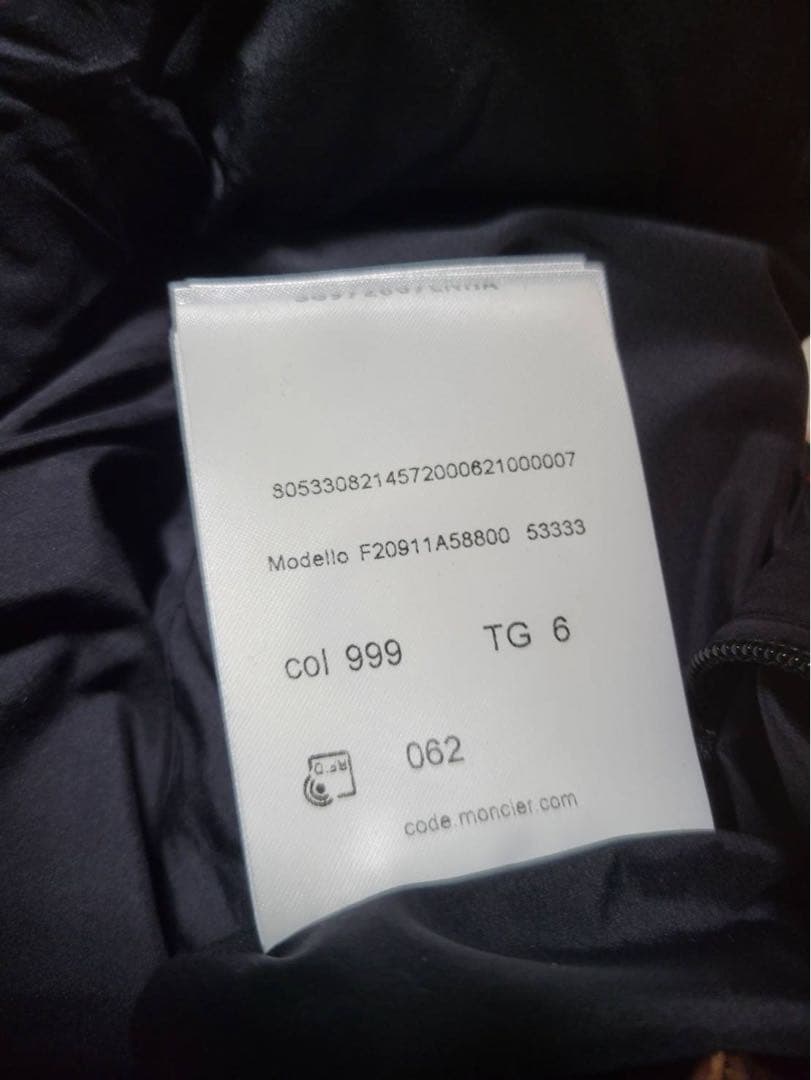 8053308214572000621000007
Modello F20911A58800 53333
col 999 TG 6
062
code.moncler.com